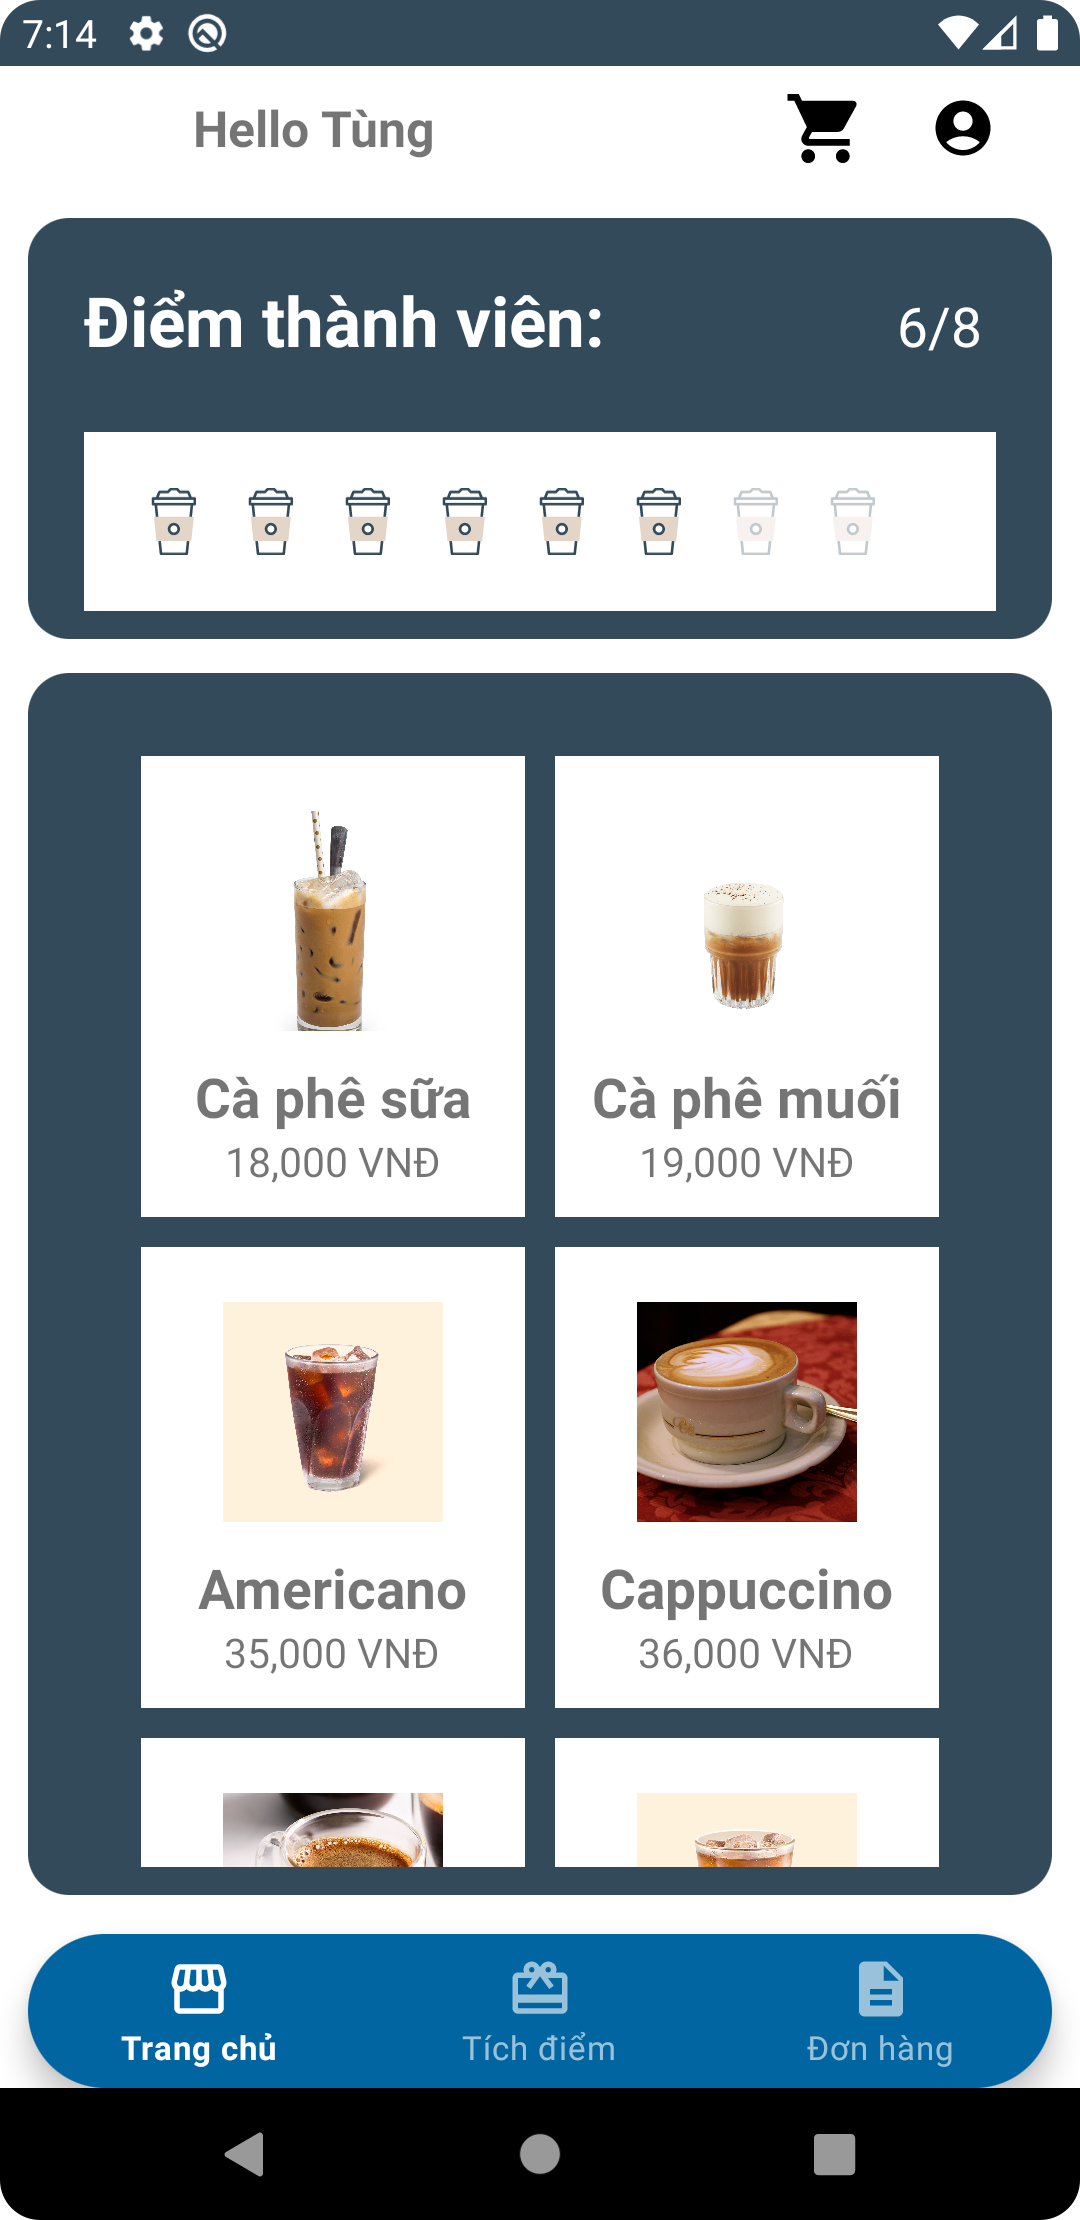 7:14
Hello Tùng
Điểm thành viên:
6/8
Cà phê sữa
18,000 VNĐ
Cà phê muối
19,000 VNĐ
Americano
35,000 VNĐ
Cappuccino
36,000 VNĐ
Trang chủ
Tích điểm
Đơn hàng